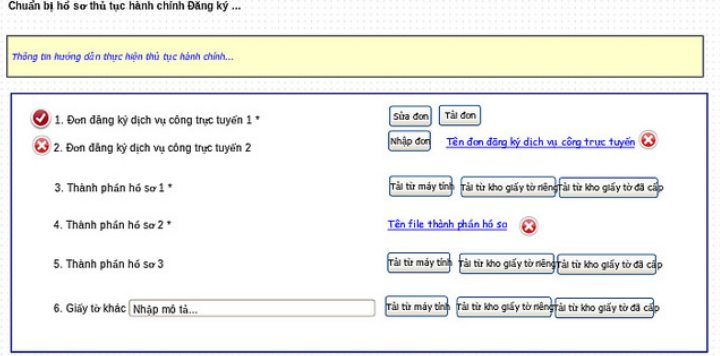 Chuẩn bị hồ sơ thủ tục hành chính Đăng ký ...
Thông tin hướng dẫn thực hiện thủ tục hành chính...
1. Đơn đăng ký dịch vụ công trực tuyến 1 * Sửa đơn Tải đơn
2. Đơn đăng ký dịch vụ công trực tuyến 2 Nhập đơn Tên đơn đăng ký dịch vụ công trực tuyến
3. Thành phần hồ sơ 1 * Tải từ máy tính Tải từ kho giấy tờ riêng Tải từ kho giấy tờ đã cấp
4. Thành phần hồ sơ 2 * Tên file thành phần hồ sơ
5. Thành phần hồ sơ 3 Tải từ máy tính Tải từ kho giấy tờ riêng Tải từ kho giấy tờ đã cấp
6. Giấy tờ khác Nhập mô tả... Tải từ máy tính Tải từ kho giấy tờ riêng Tải từ kho giấy tờ đã cấp